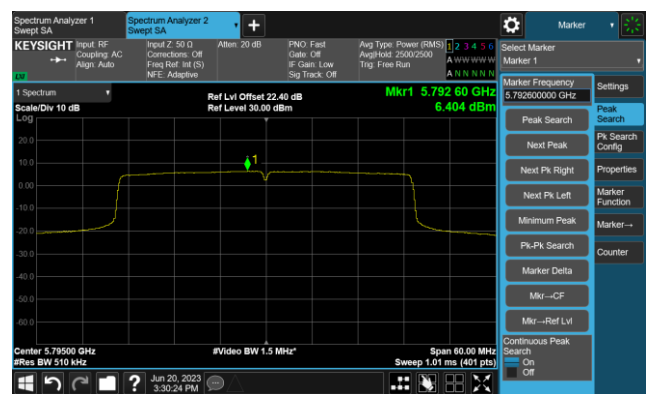 Spectrum Analyzer 1
Swept SA
Spectrum Analyzer 2
Swept SA
Marker
KEYSIGHT
Input: RF
Coupling: AC
Align: Auto
Input Z: 50 Ω
Corrections: Off
Freq Ref: Int (S)
NFE: Adaptive
Atten: 20 dB
PNO: Fast
Gate: Off
IF Gain: Low
Sig Track: Off
Avg Type: Power (RMS)
Avg|Hold: 2500/2500
Trig: Free Run
1 2 3 4 5 6
A W W W W W
A N N N N N
LW
Select Marker
Marker 1
1 Spectrum
Scale/Div 10 dB
Log
Ref Lvl Offset 22.40 dB
Ref Level 30.00 dBm
Mkr1 5.792 60 GHz
6.404 dBm
20.0
10.0
0.00
-10.0
-20.0
-30.0
-40.0
-50.0
-60.0
1
Center 5.79500 GHz
#Res BW 510 kHz
#Video BW 1.5 MHz*
Span 60.00 MHz
Sweep 1.01 ms (401 pts)
Marker Frequency
5.792600000 GHz
Peak Search
Next Peak
Next Pk Right
Next Pk Left
Minimum Peak
Pk-Pk Search
Marker Delta
Mkr→CF
Mkr→Ref Lvl
Continuous Peak
Search
On
Off
Settings
Peak
Search
Pk Search
Config
Properties
Marker
Function
Marker→
Counter
?
Jun 20, 2023
3:30:24 PM